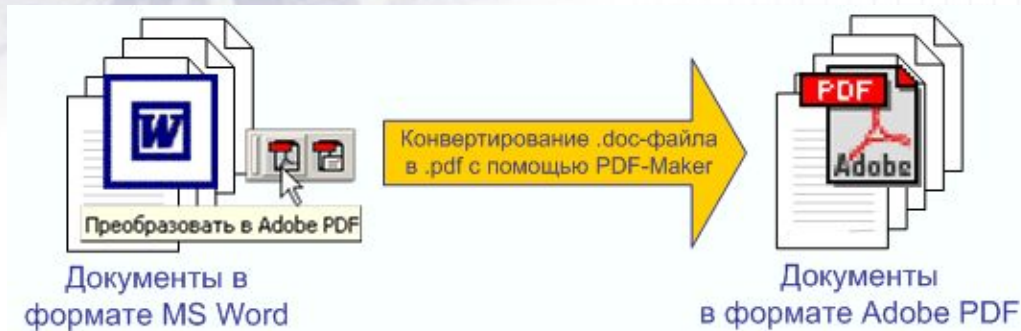 W
Преобразовать в Adobe PDF
Документы в
формате MS Word
Конвертирование .doc-файла
в .pdf с помощью PDF-Maker
PDF
Adobe
Документы
в формате Adobe PDF